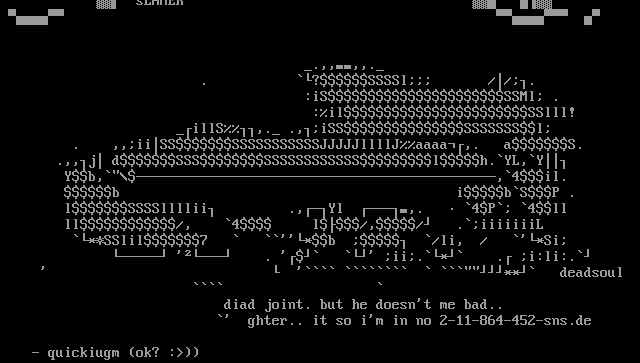 deadsoul
diad joint. but he doesn't me bad..
ghter.. it so i'm in no 2-11-864-452-sns.de
- quickiugm (ok? :>))